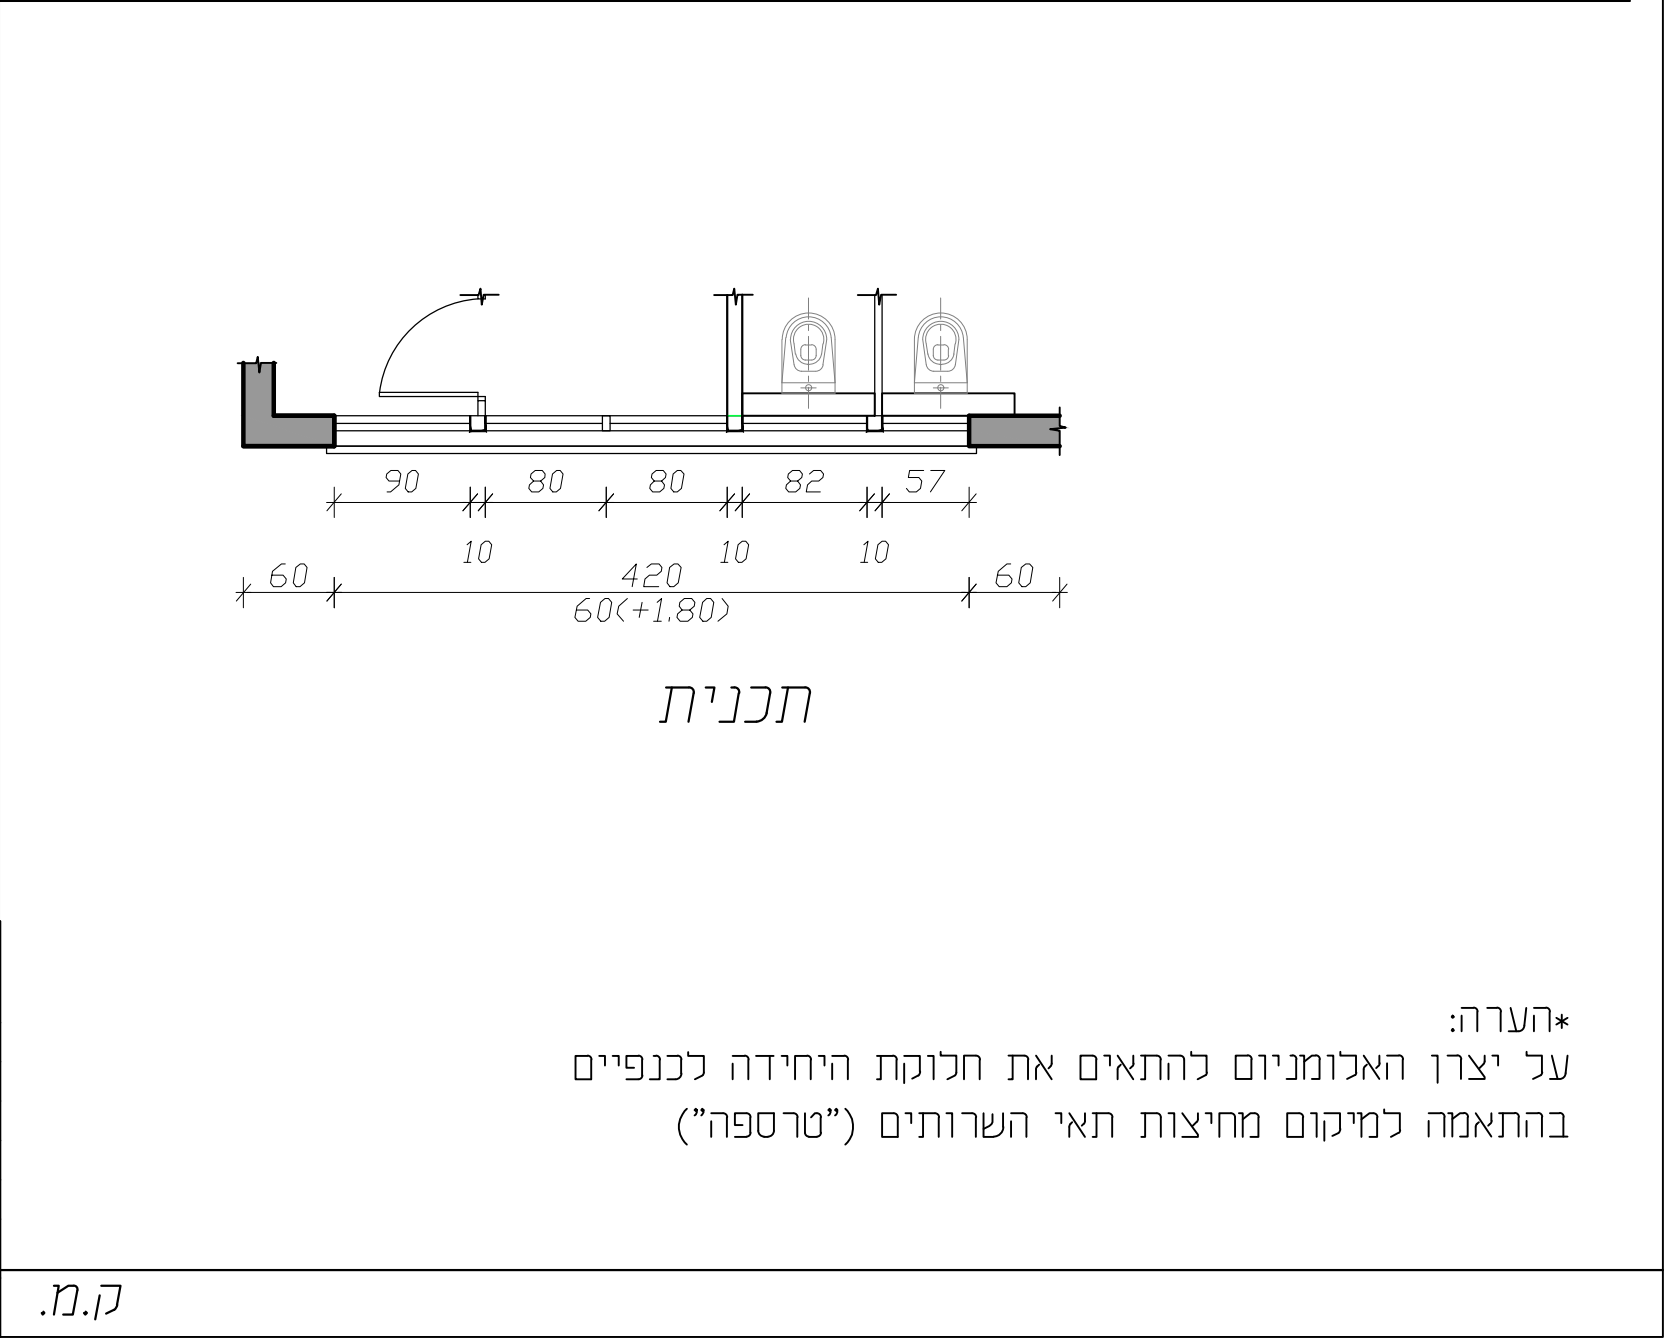 90 80 80 82 57
10 10 10
60 420 60
60(+1.80)
תכנית
*הערה:
על יצרן האלומניום להתאים את חלוקת היחידה לכנפיים
בהתאמה למיקום מחיצות תאי השרותים ("טרספה")
ק.מ.